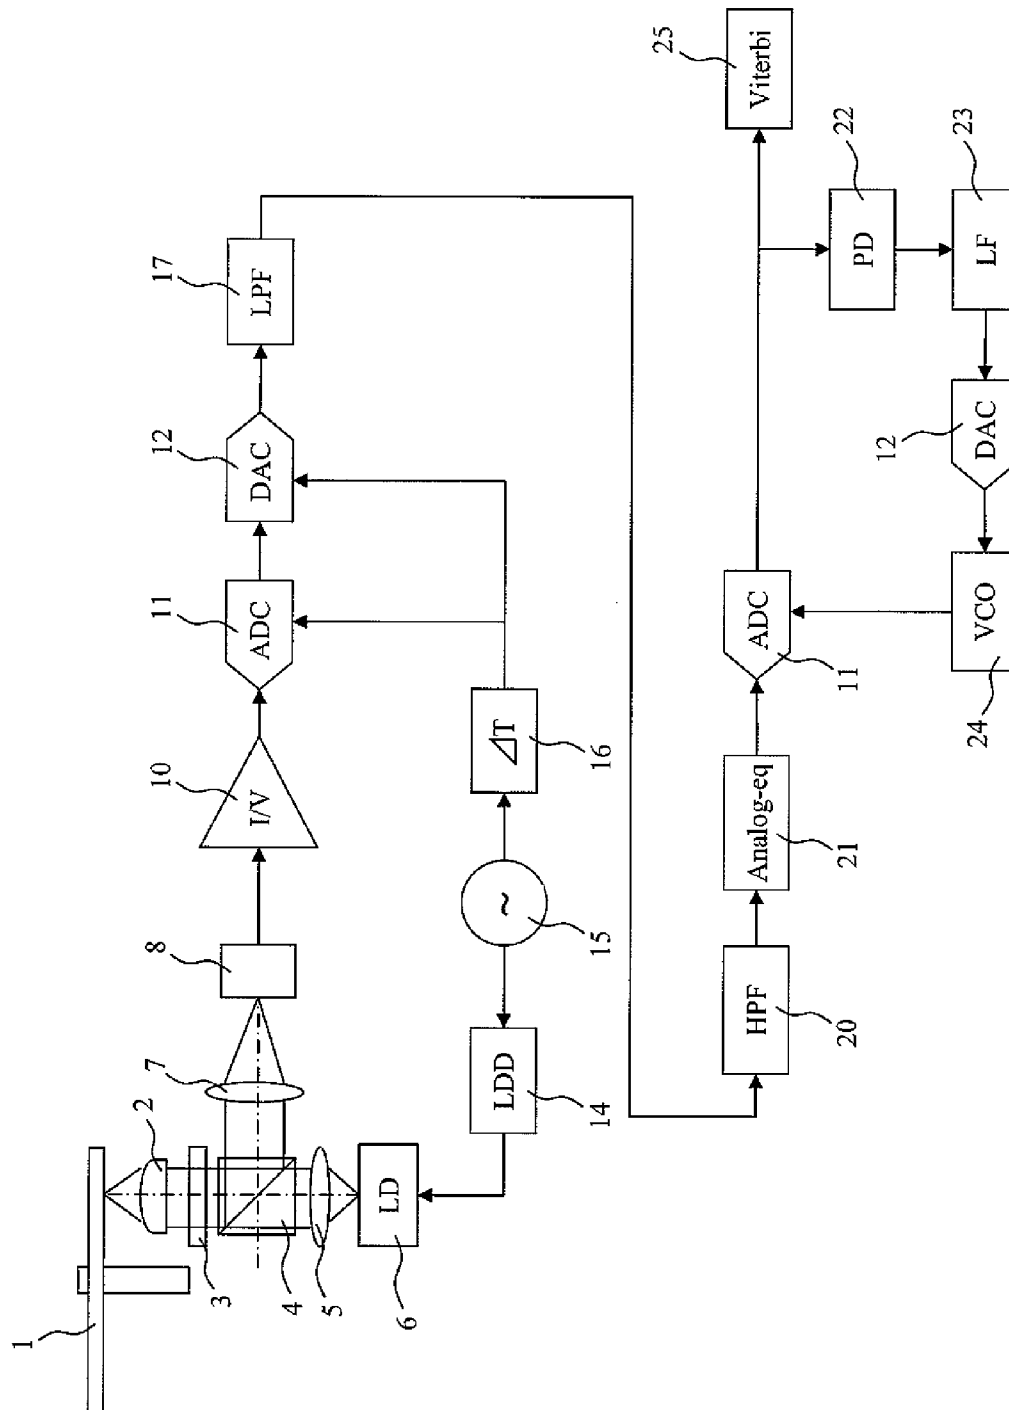 1
2
3
4
5
6
LD
7
8
10
I/V
11
ADC
12
DAC
17
LPF
14
LDD
15
~
16
⊿T
20
HPF
21
Analog-eq
11
ADC
25
Viterbi
22
PD
23
LF
12
DAC
24
VCO